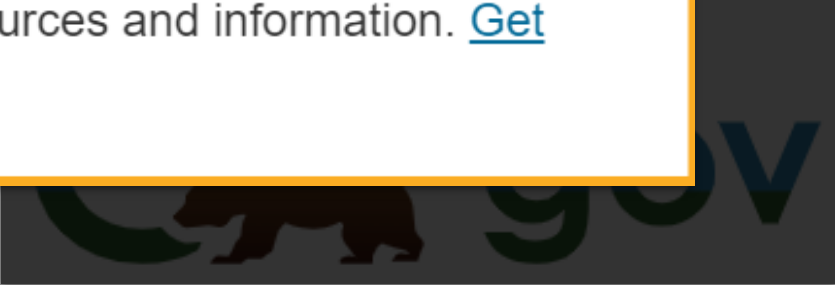 urces and information. Get
gov